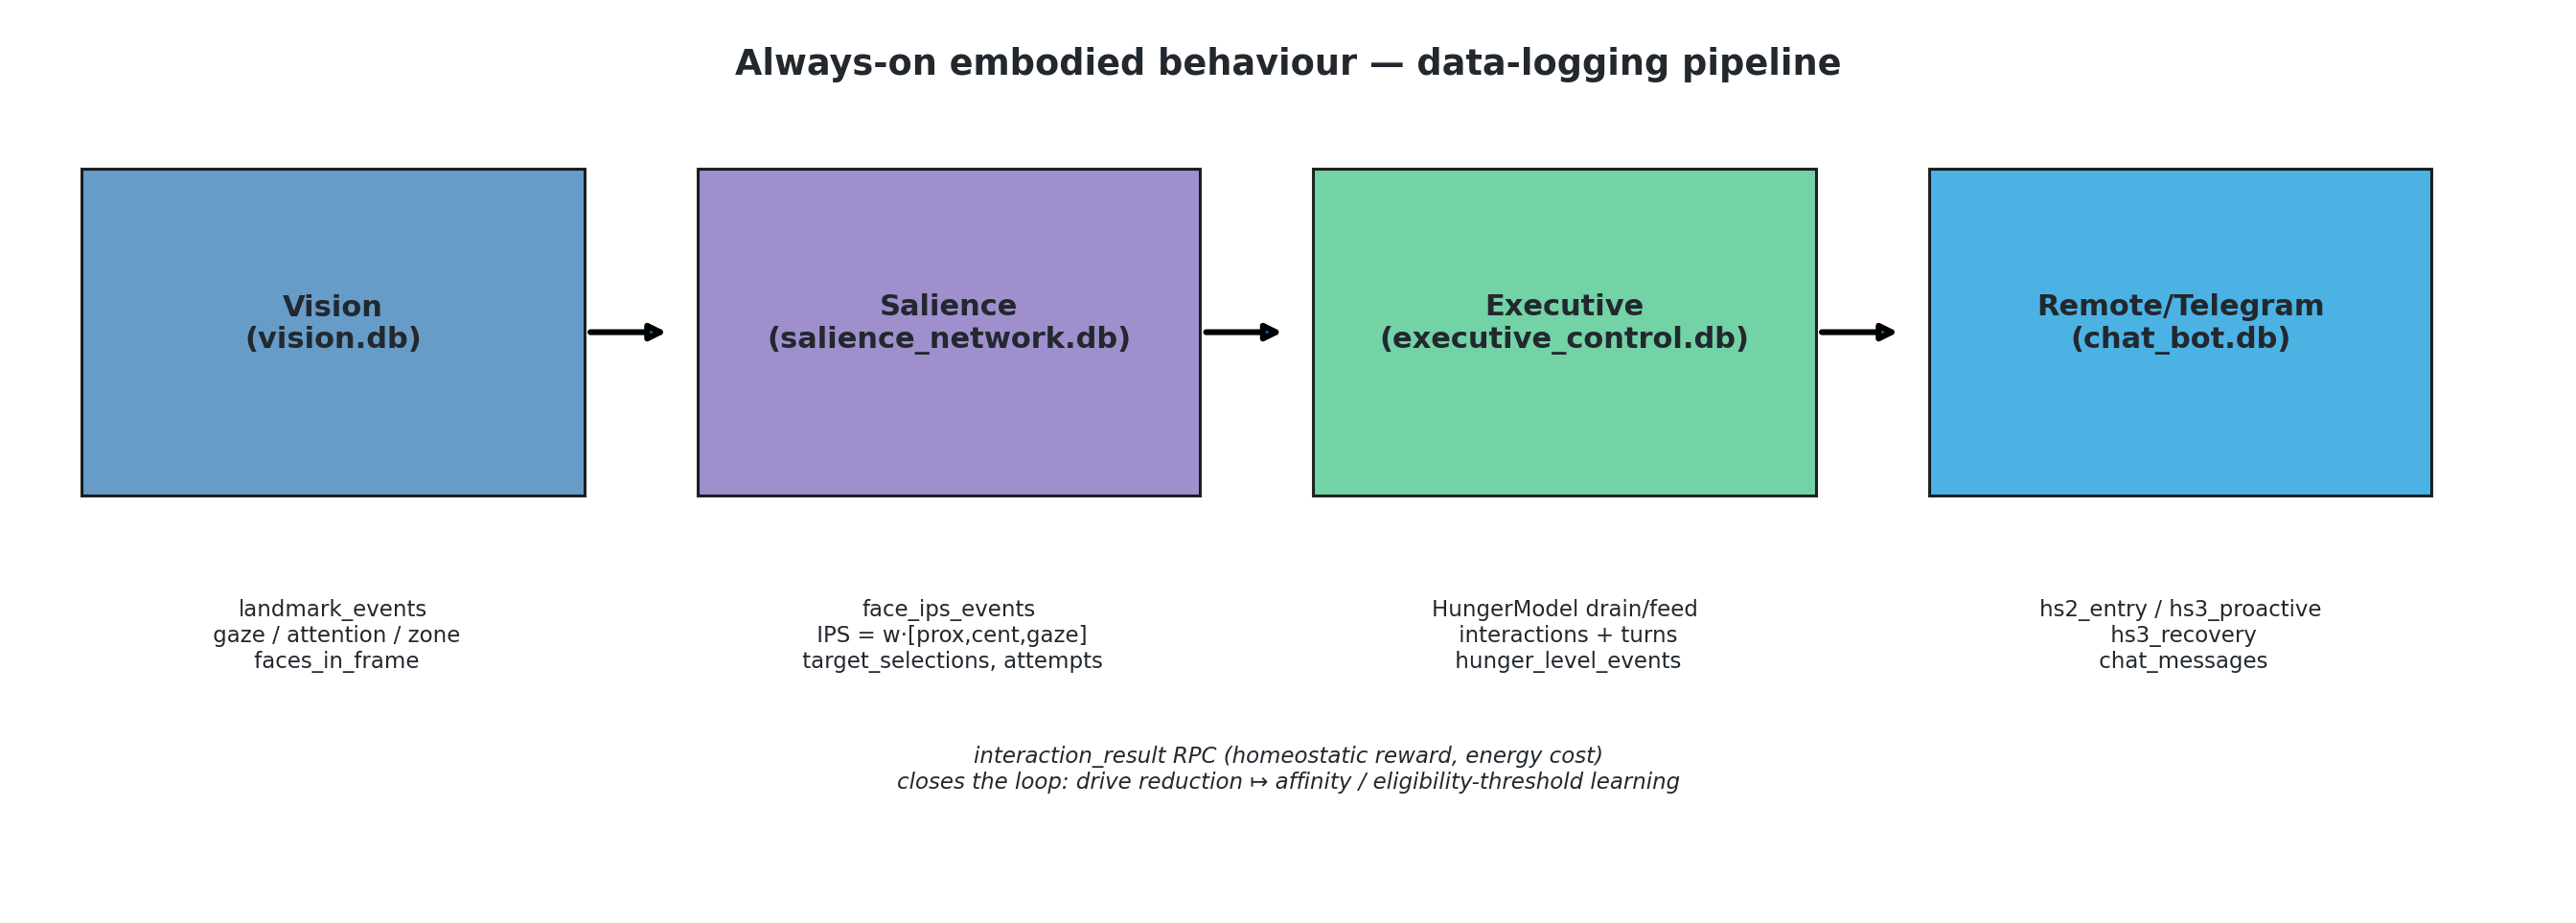 Always-on embodied behaviour — data-logging pipeline
Vision
(vision.db)
Salience
(salience_network.db)
Executive
(executive_control.db)
Remote/Telegram
(chat_bot.db)
landmark_events
gaze / attention / zone
faces_in_frame
face_ips_events
IPS = w·[prox,cent,gaze]
target_selections, attempts
HungerModel drain/feed
interactions + turns
hunger_level_events
hs2_entry / hs3_proactive
hs3_recovery
chat_messages
interaction_result RPC (homeostatic reward, energy cost)
closes the loop: drive reduction ↦ affinity / eligibility-threshold learning